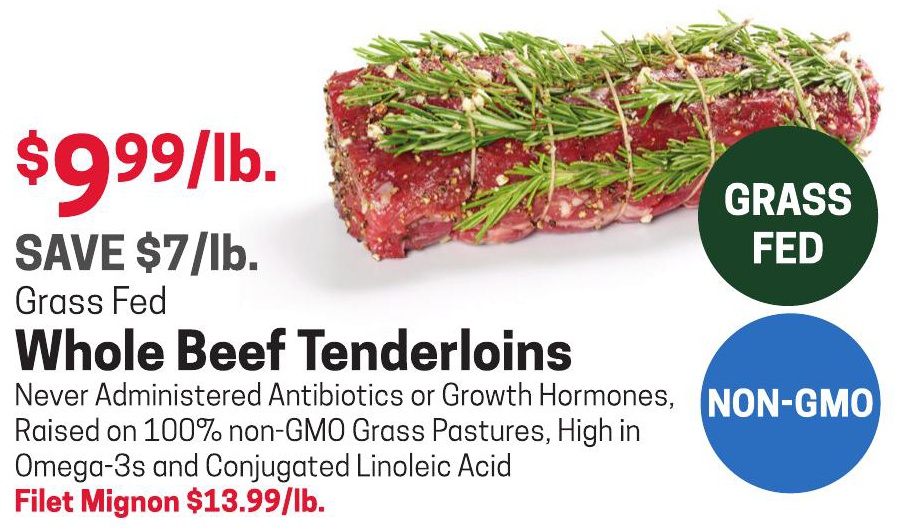 $9.99/lb.
SAVE $7/lb.
Grass Fed
Whole Beef Tenderloins
Never Administered Antibiotics or Growth Hormones,
Raised on 100% non-GMO Grass Pastures, High in
Omega-3s and Conjugated Linoleic Acid
Filet Mignon $13.99/lb.
GRASS
FED
NON-GMO